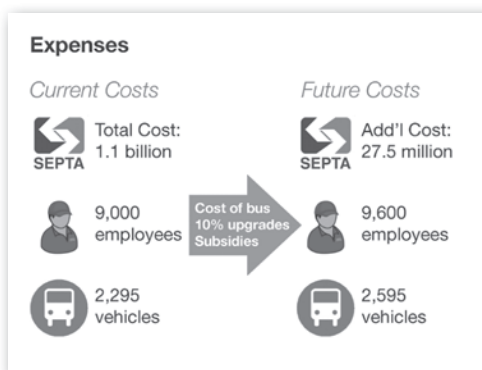 Expenses
Current Costs
Future Costs
SEPTA
Total Cost:
1.1 billion
SEPTA
Add'l Cost:
27.5 million
9,000
employees
Cost of bus
10% upgrades
Subsidies
9,600
employees
2,295
vehicles
2,595
vehicles